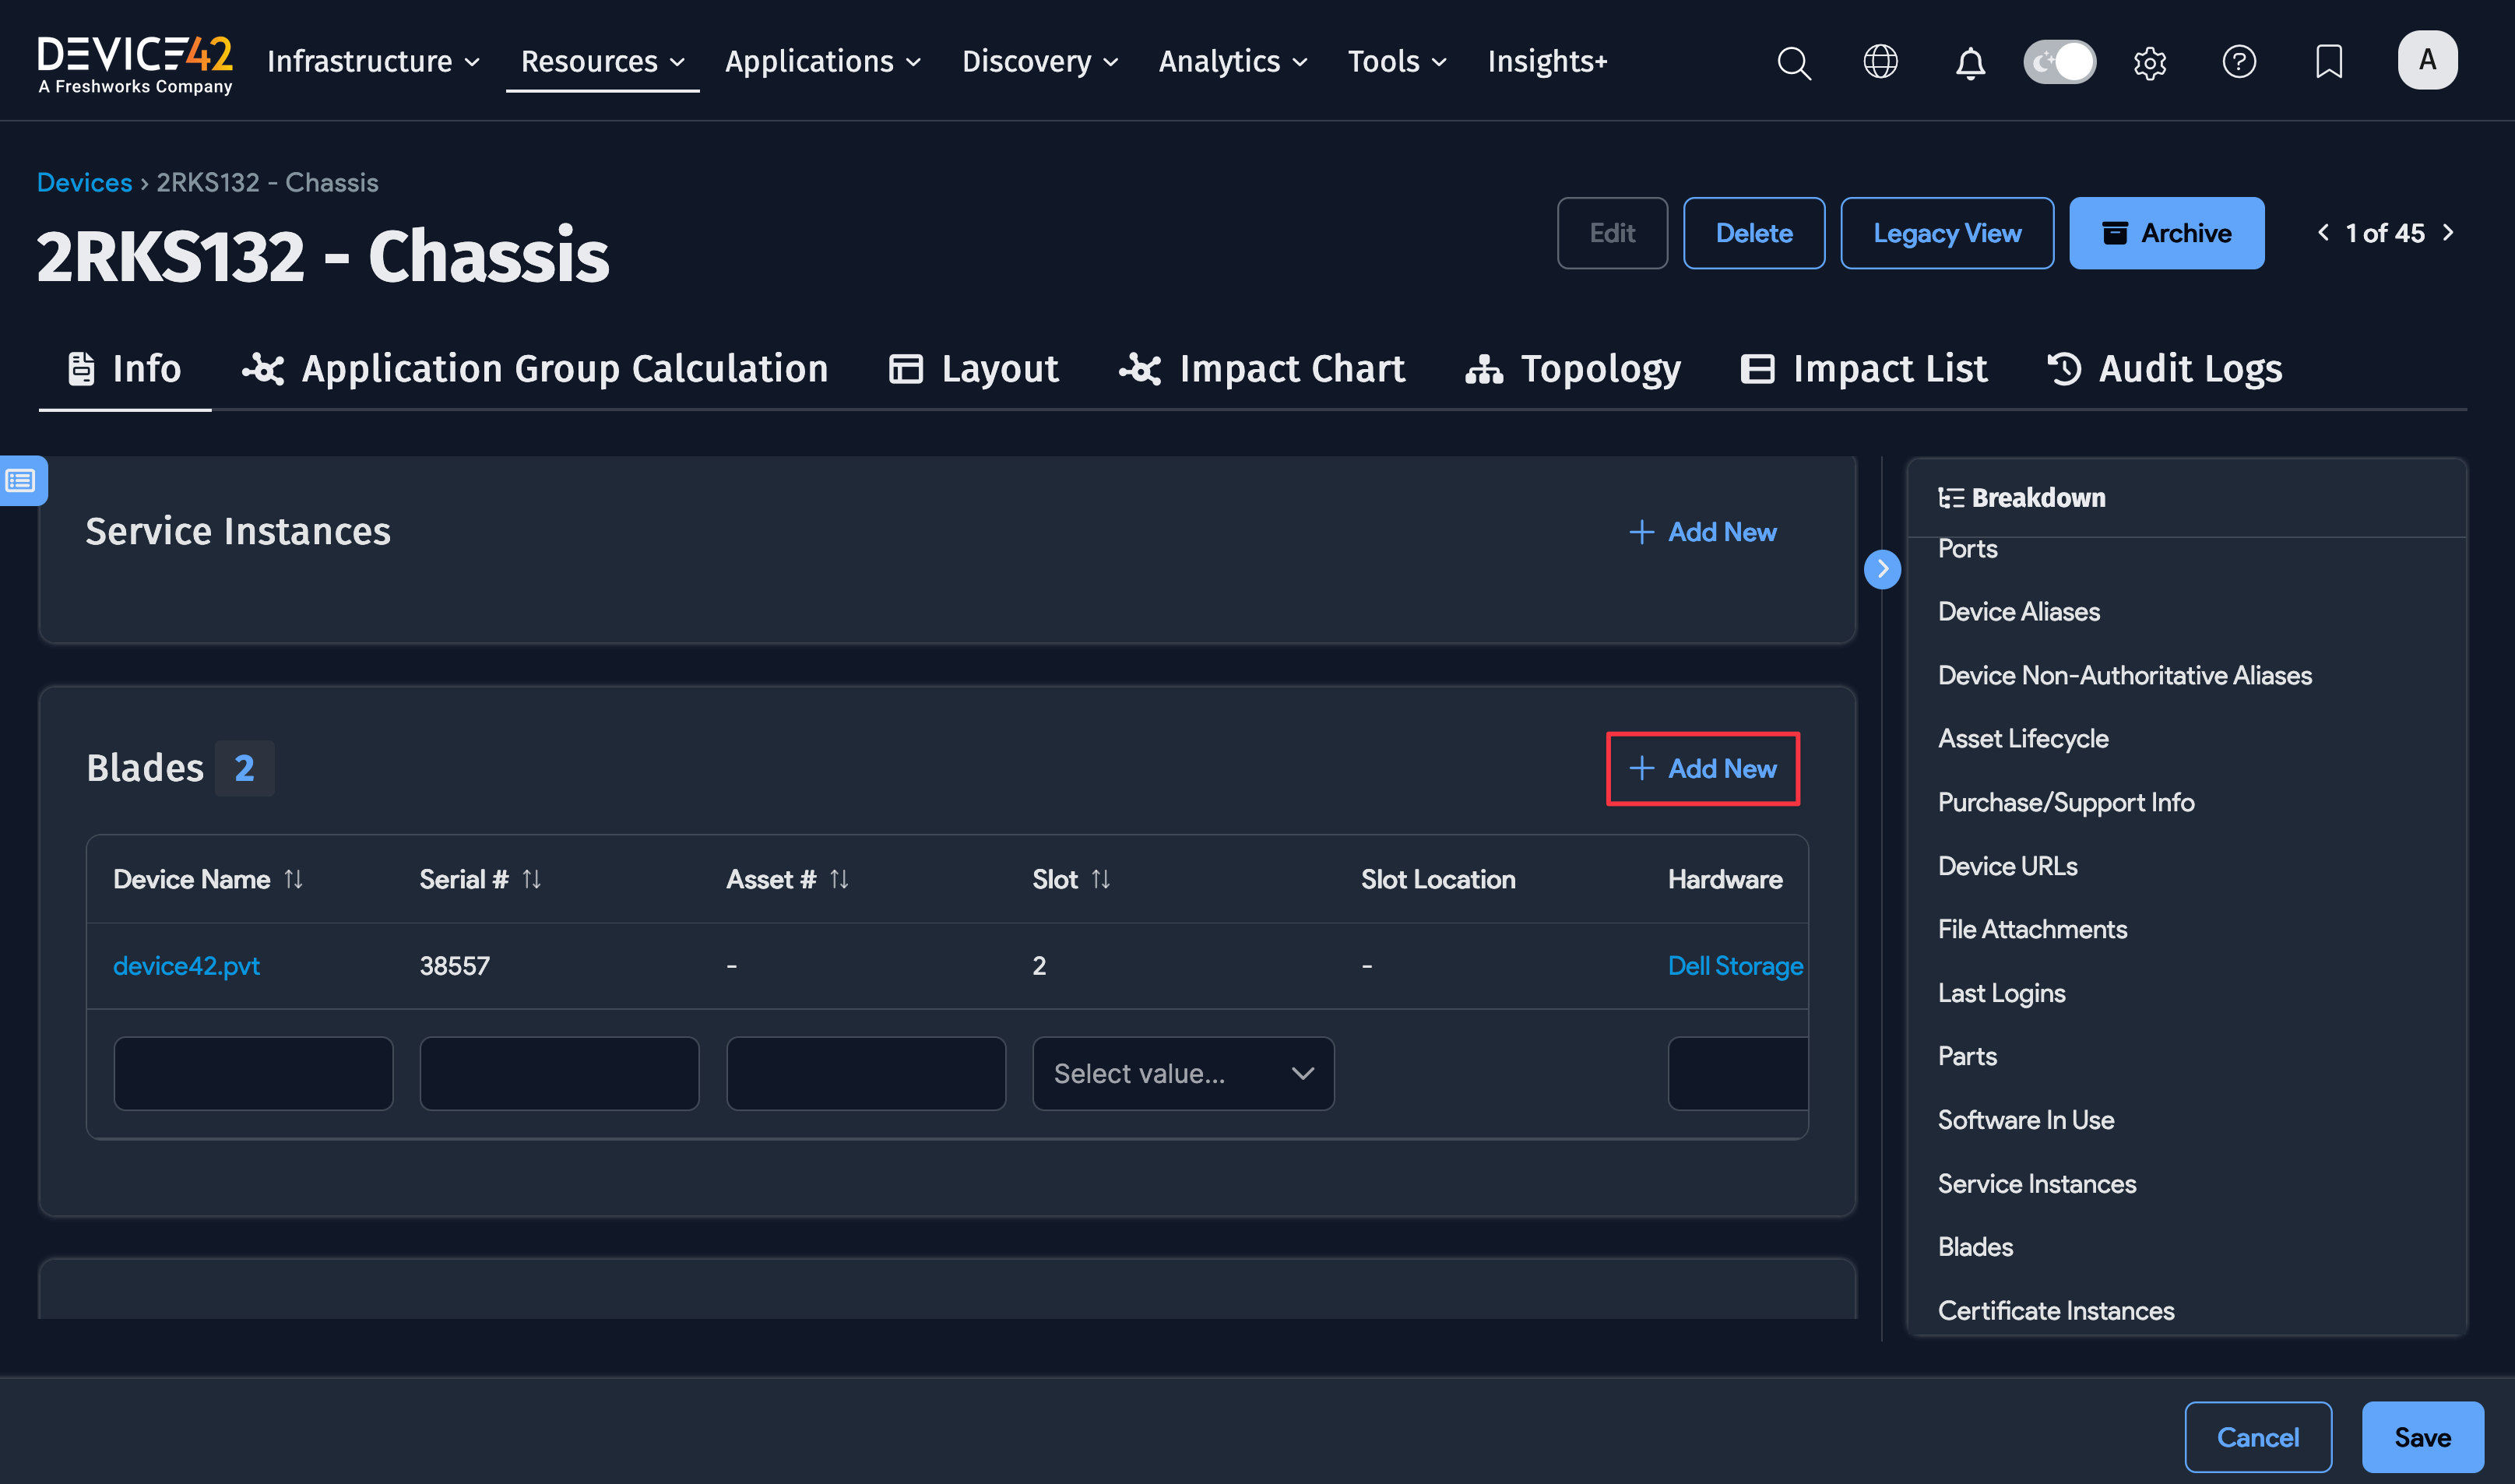 DEVICE42
A Freshworks Company
Infrastructure
Resources
Applications
Discovery
Analytics
Tools
Insights+
?
A
Devices › 2RKS132 - Chassis
2RKS132 - Chassis
Edit
Delete
Legacy View
Archive
1 of 45
Info
Application Group Calculation
Layout
Impact Chart
Topology
Impact List
Audit Logs
Service Instances
+ Add New
Blades 2
+ Add New
Device Name Serial # Asset # Slot Slot Location Hardware
device42.pvt 38557 - 2 - Dell Storage
Select value...
Breakdown
Ports
Device Aliases
Device Non-Authoritative Aliases
Asset Lifecycle
Purchase/Support Info
Device URLs
File Attachments
Last Logins
Parts
Software In Use
Service Instances
Blades
Certificate Instances
Cancel
Save